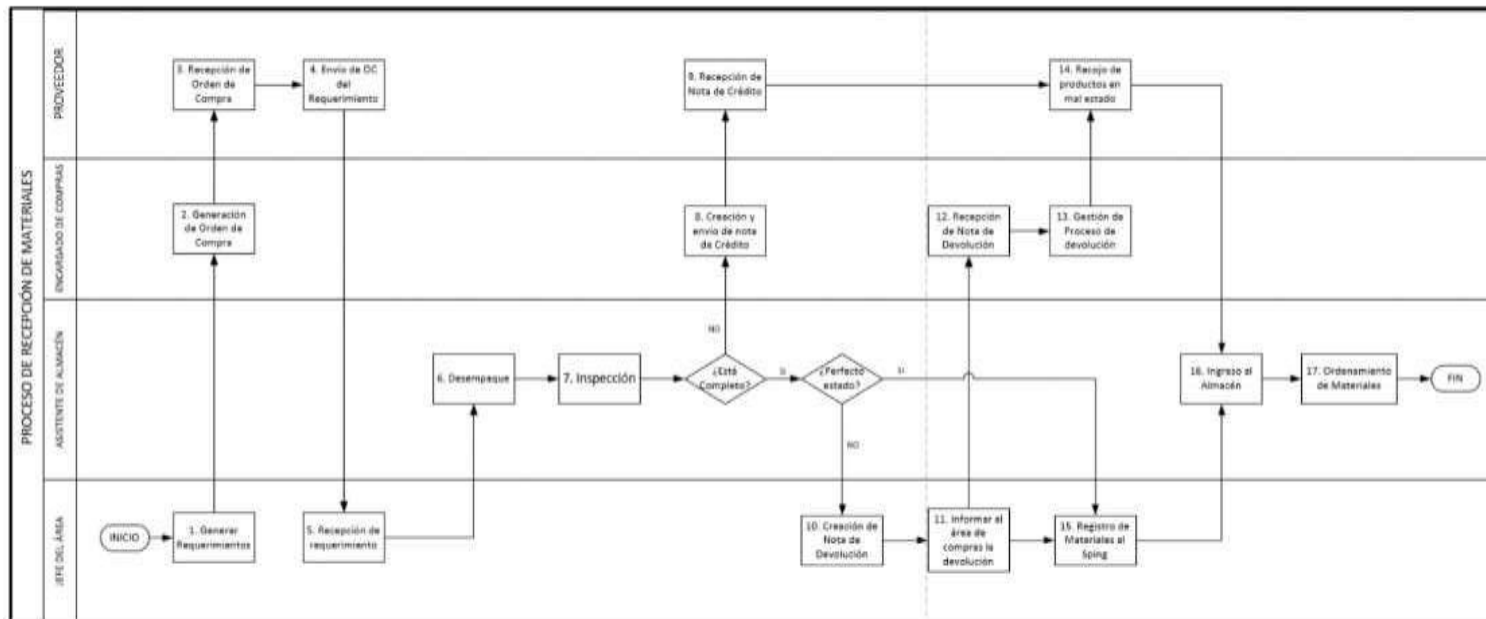 PROCESO DE RECEPCIÓN DE MATERIALES
PROVEEDOR
3. Recepción de
Orden de
Compra
4. Envío de OC
del
Requerimiento
9. Recepción de
Nota de Crédito
14. Recojo de
productos en
mal estado
ENCARGADO DE COMPRAS
2. Generación
de Orden de
Compra
8. Creación y
envío de nota
de Crédito
12. Recepción
de Nota de
Devolución
13. Gestión de
Proceso de
devolución
ASISTENTE DE ALMACÉN
6. Desempaque
7. Inspección
NO
¿Está
Completo?
SI
¿Perfecto
estado?
SI
NO
16. Ingreso al
Almacén
17. Ordenamiento
de Materiales
FIN
JEFE DEL ÁREA
INICIO
1. Generar
Requerimientos
5. Recepción de
requerimiento
10. Creación de
Nota de
Devolución
11. Informar al
área de
compras la
devolución
15. Registro de
Materiales al
Sping